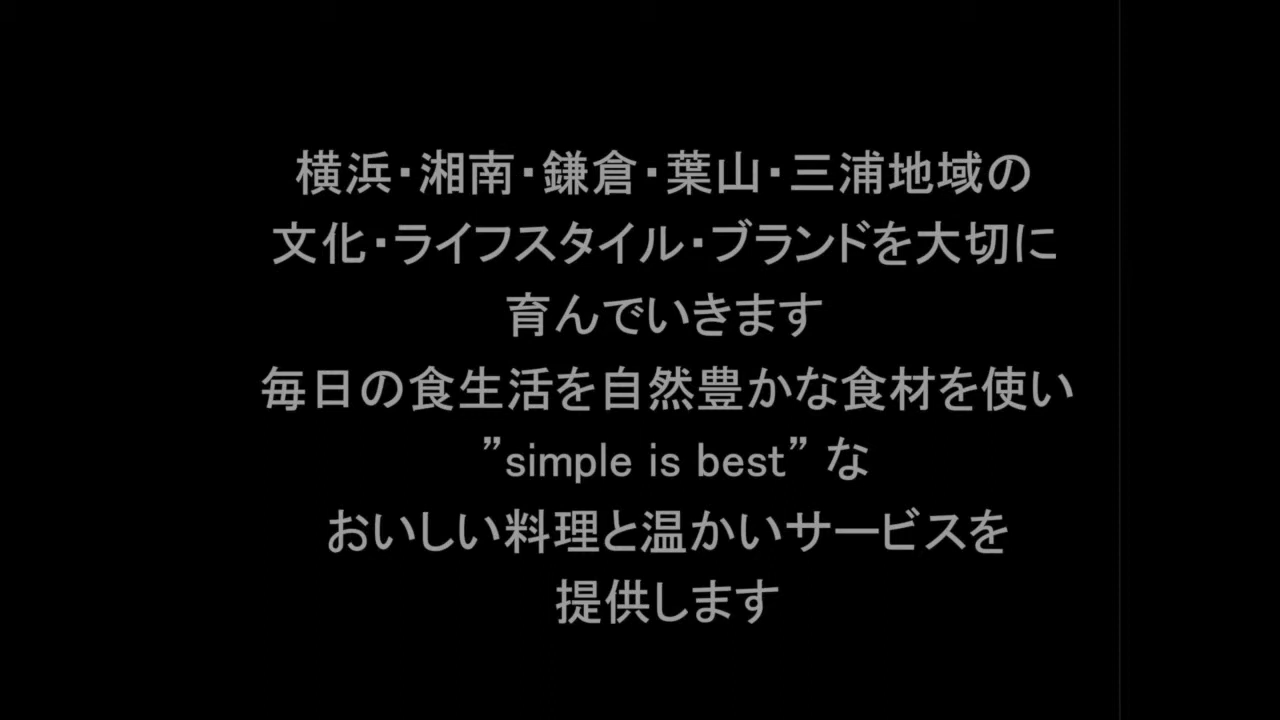 横浜・湘南・鎌倉・葉山・三浦地域の
文化・ライフスタイル・ブランドを大切に
育んでいきます
毎日の食生活を自然豊かな食材を使い
”simple is best” な
おいしい料理と温かいサービスを
提供します